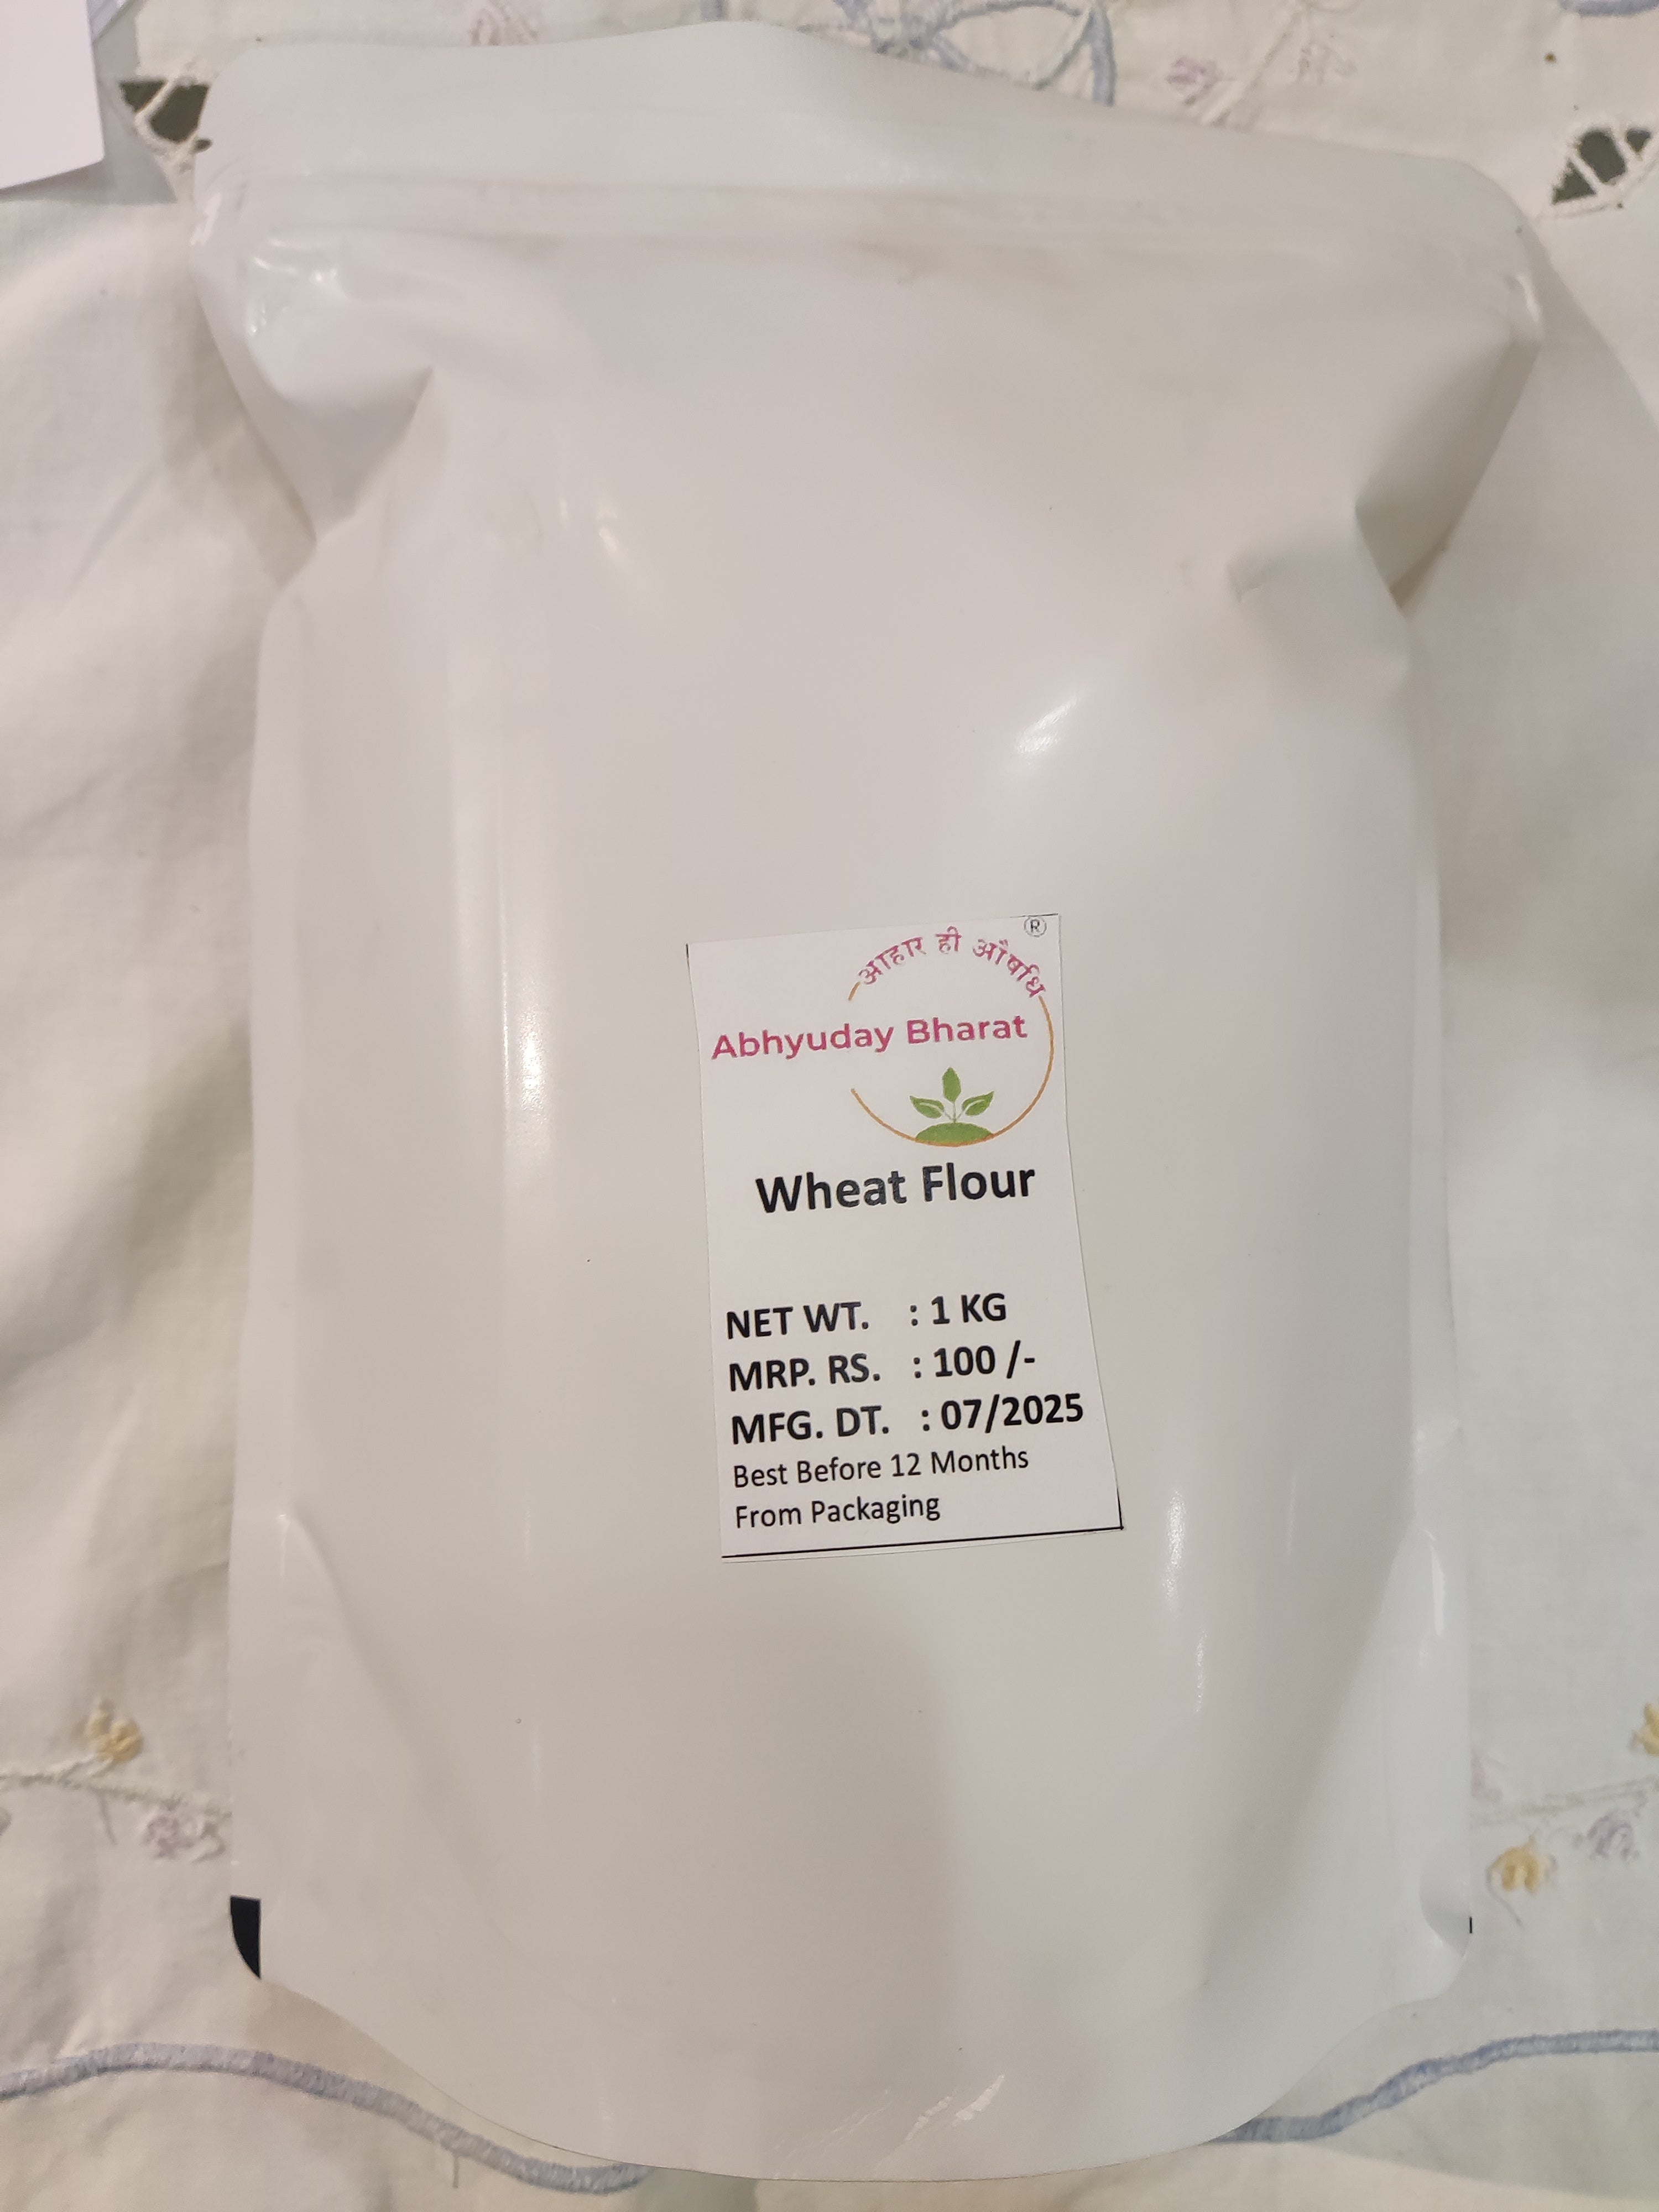 ®
आहार ही औषधि
Abhyuday Bharat
Wheat Flour
NET WT. : 1 KG
MRP. RS. : 100 /-
MFG. DT. : 07/2025
Best Before 12 Months
From Packaging